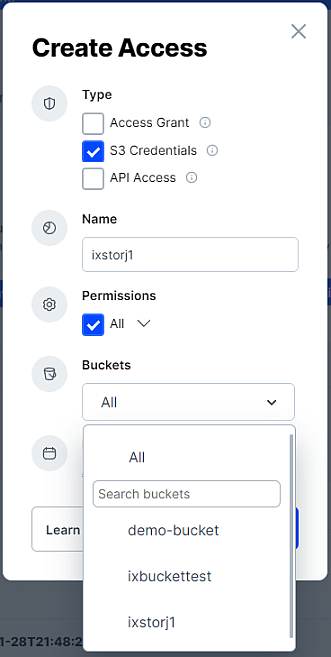 Create Access
Type
Access Grant
S3 Credentials
API Access
Name
ixstorj1
Permissions
All
Buckets
All
All
Search buckets
demo-bucket
Learn
ixbuckettest
ixstorj1
1-28T21:48:2